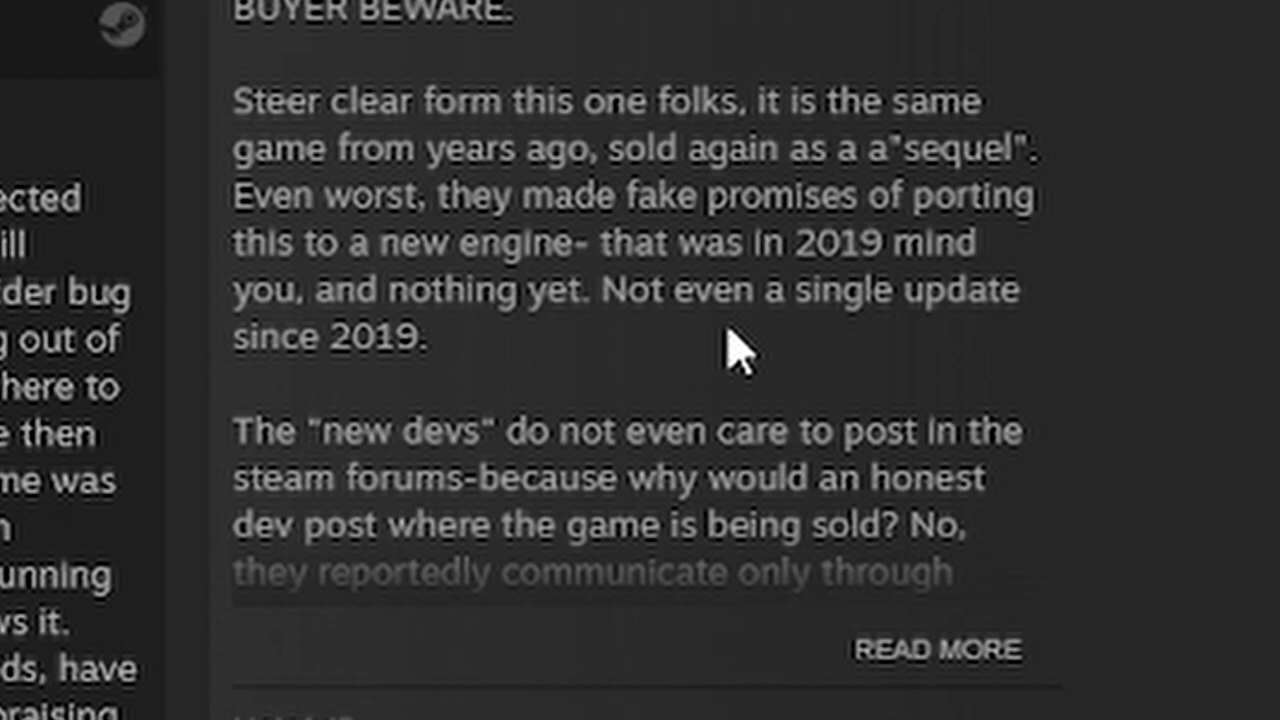 BUYER BEWARE.
Steer clear form this one folks, it is the same
game from years ago, sold again as a a"sequel".
Even worst, they made fake promises of porting
this to a new engine- that was in 2019 mind
you, and nothing yet. Not even a single update
since 2019.
The "new devs" do not even care to post in the
steam forums-because why would an honest
dev post where the game is being sold? No,
they reportedly communicate only through
READ MORE
ected
ill
der bug
out of
here to
then
me was
unning
it.
ds, have
praising